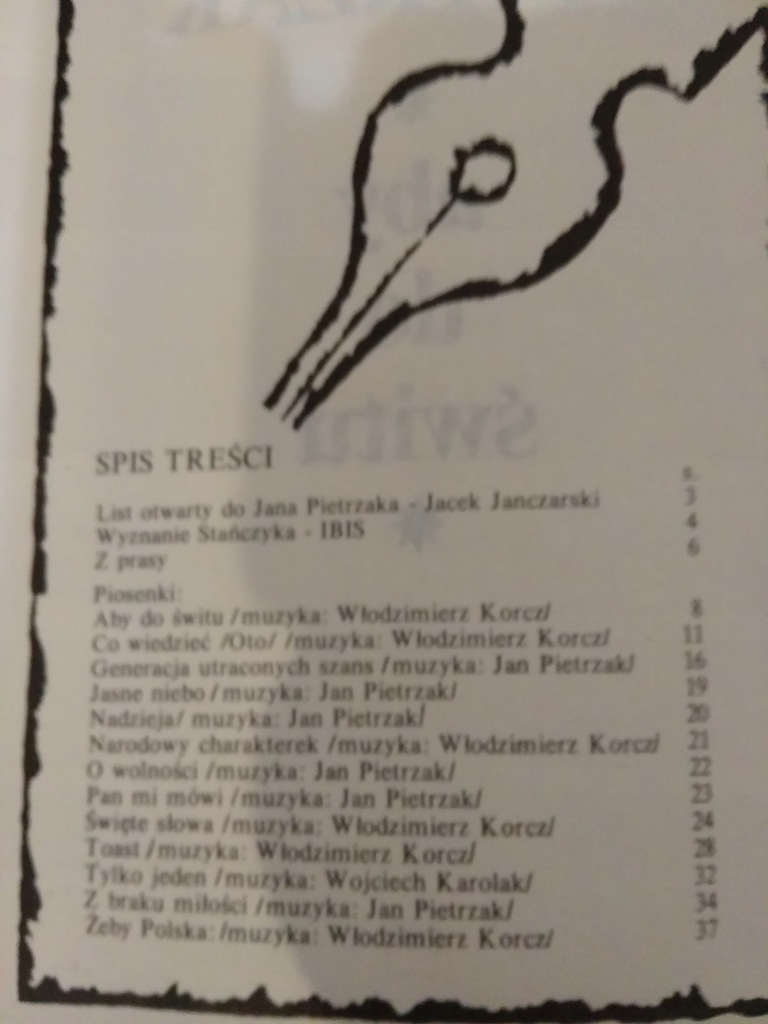 SPIS TREŚCI
s.
List otwarty do Jana Pietrzaka - Jacek Janczarski 3
Wyznanie Stańczyka - IBIS 4
Z prasy 6
Piosenki:
Aby do świtu /muzyka: Włodzimierz Korcz/ 8
Co wiedzieć /Oto/ /muzyka: Włodzimierz Korcz/ 11
Generacja utraconych szans /muzyka: Jan Pietrzak/ 16
Jasne niebo /muzyka: Jan Pietrzak/ 19
Nadzieja/ muzyka: Jan Pietrzak/ 20
Narodowy charakterek /muzyka: Włodzimierz Korcz/ 21
O wolności /muzyka: Jan Pietrzak/ 22
Pan mi mówi /muzyka: Jan Pietrzak/ 23
Święte słowa /muzyka: Włodzimierz Korcz/ 24
Toast /muzyka: Włodzimierz Korcz/ 28
Tylko jeden /muzyka: Wojciech Karolak/ 32
Z braku miłości /muzyka: Jan Pietrzak/ 34
Żeby Polska: /muzyka: Włodzimierz Korcz/ 37